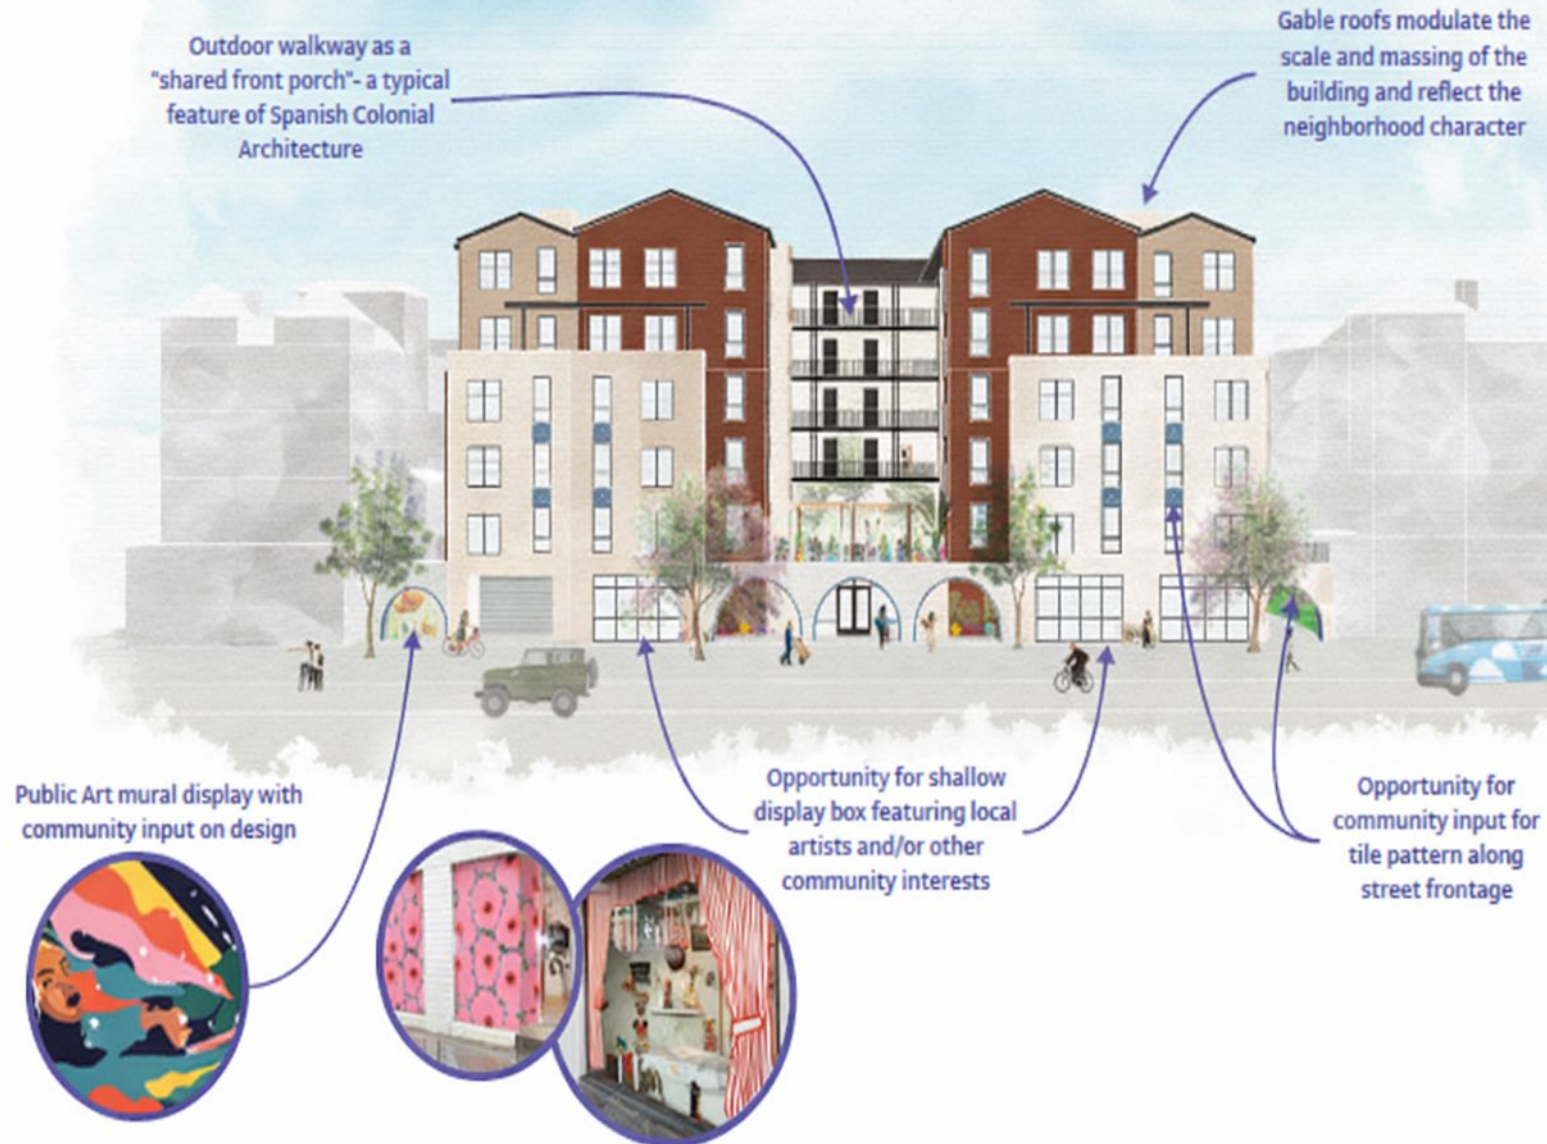 Outdoor walkway as a
"shared front porch"- a typical
feature of Spanish Colonial
Architecture
Gable roofs modulate the
scale and massing of the
building and reflect the
neighborhood character
Public Art mural display with
community input on design
Opportunity for shallow
display box featuring local
artists and/or other
community interests
Opportunity for
community input for
tile pattern along
street frontage